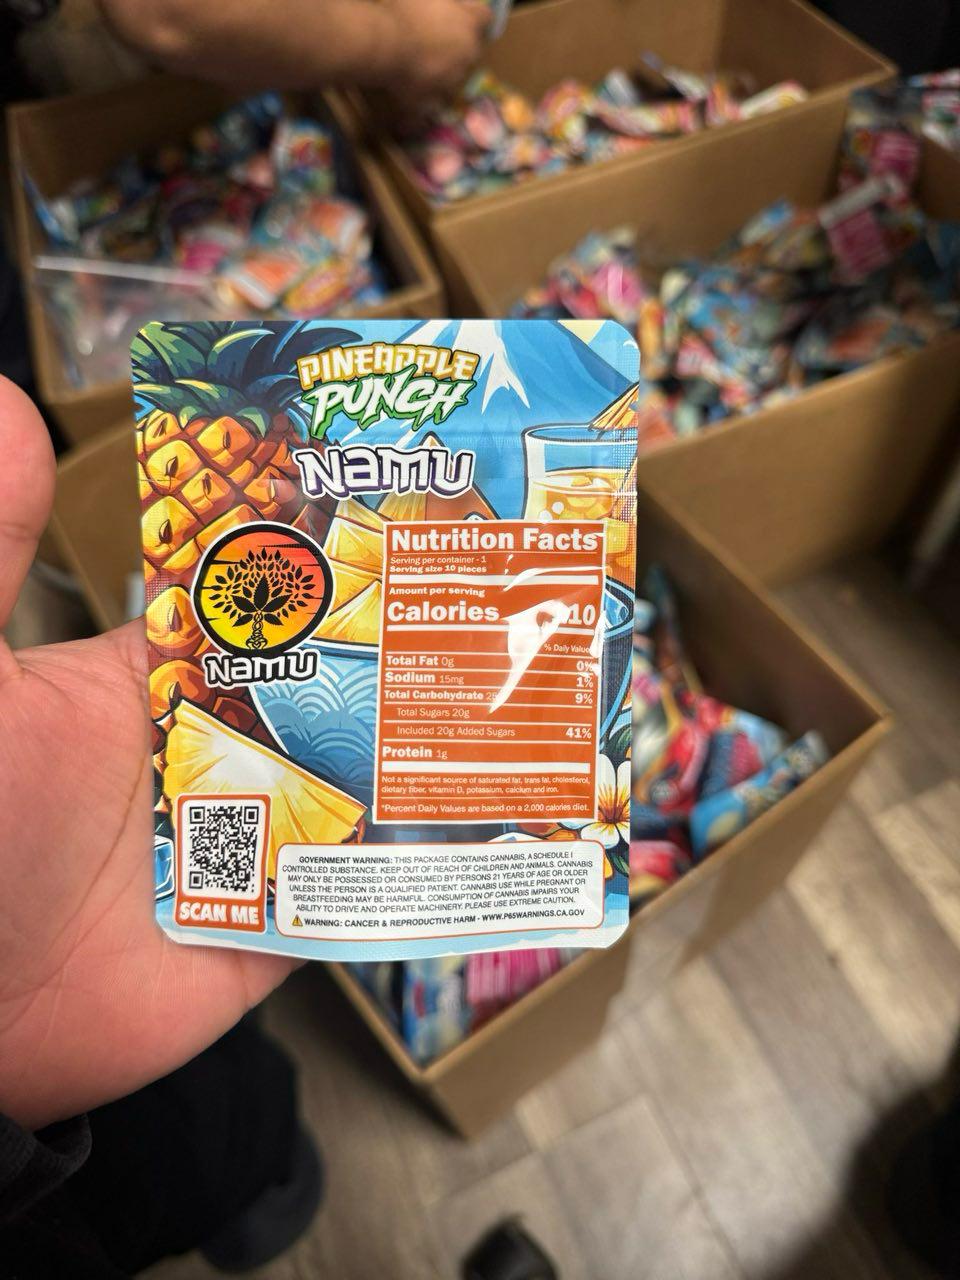 PINEAPPLE
PUNCH
NAMU
NAMU
Nutrition Facts
Serving per container - 1
Serving size 10 pieces
Amount per serving
Calories 110
% Daily Value
Total Fat 0g 0%
Sodium 15mg 1%
Total Carbohydrate 9%
Total Sugars 20g
Included 20g Added Sugars 41%
Protein 1g
Not a significant source of saturated fat, trans fat, cholesterol,
dietary fiber, vitamin D, potassium, calcium and iron.
*Percent Daily Values are based on a 2,000 calories diet.
SCAN ME
GOVERNMENT WARNING: THIS PACKAGE CONTAINS CANNABIS, A SCHEDULE I
CONTROLLED SUBSTANCE. KEEP OUT OF REACH OF CHILDREN AND ANIMALS. CANNABIS
MAY ONLY BE POSSESSED OR CONSUMED BY PERSONS 21 YEARS OF AGE OR OLDER
UNLESS THE PERSON IS A QUALIFIED PATIENT. CANNABIS USE WHILE PREGNANT OR
BREASTFEEDING MAY BE HARMFUL. CONSUMPTION OF CANNABIS IMPAIRS YOUR
ABILITY TO DRIVE AND OPERATE MACHINERY. PLEASE USE EXTREME CAUTION.
WARNING: CANCER & REPRODUCTIVE HARM - WWW.P65WARNINGS.CA.GOV